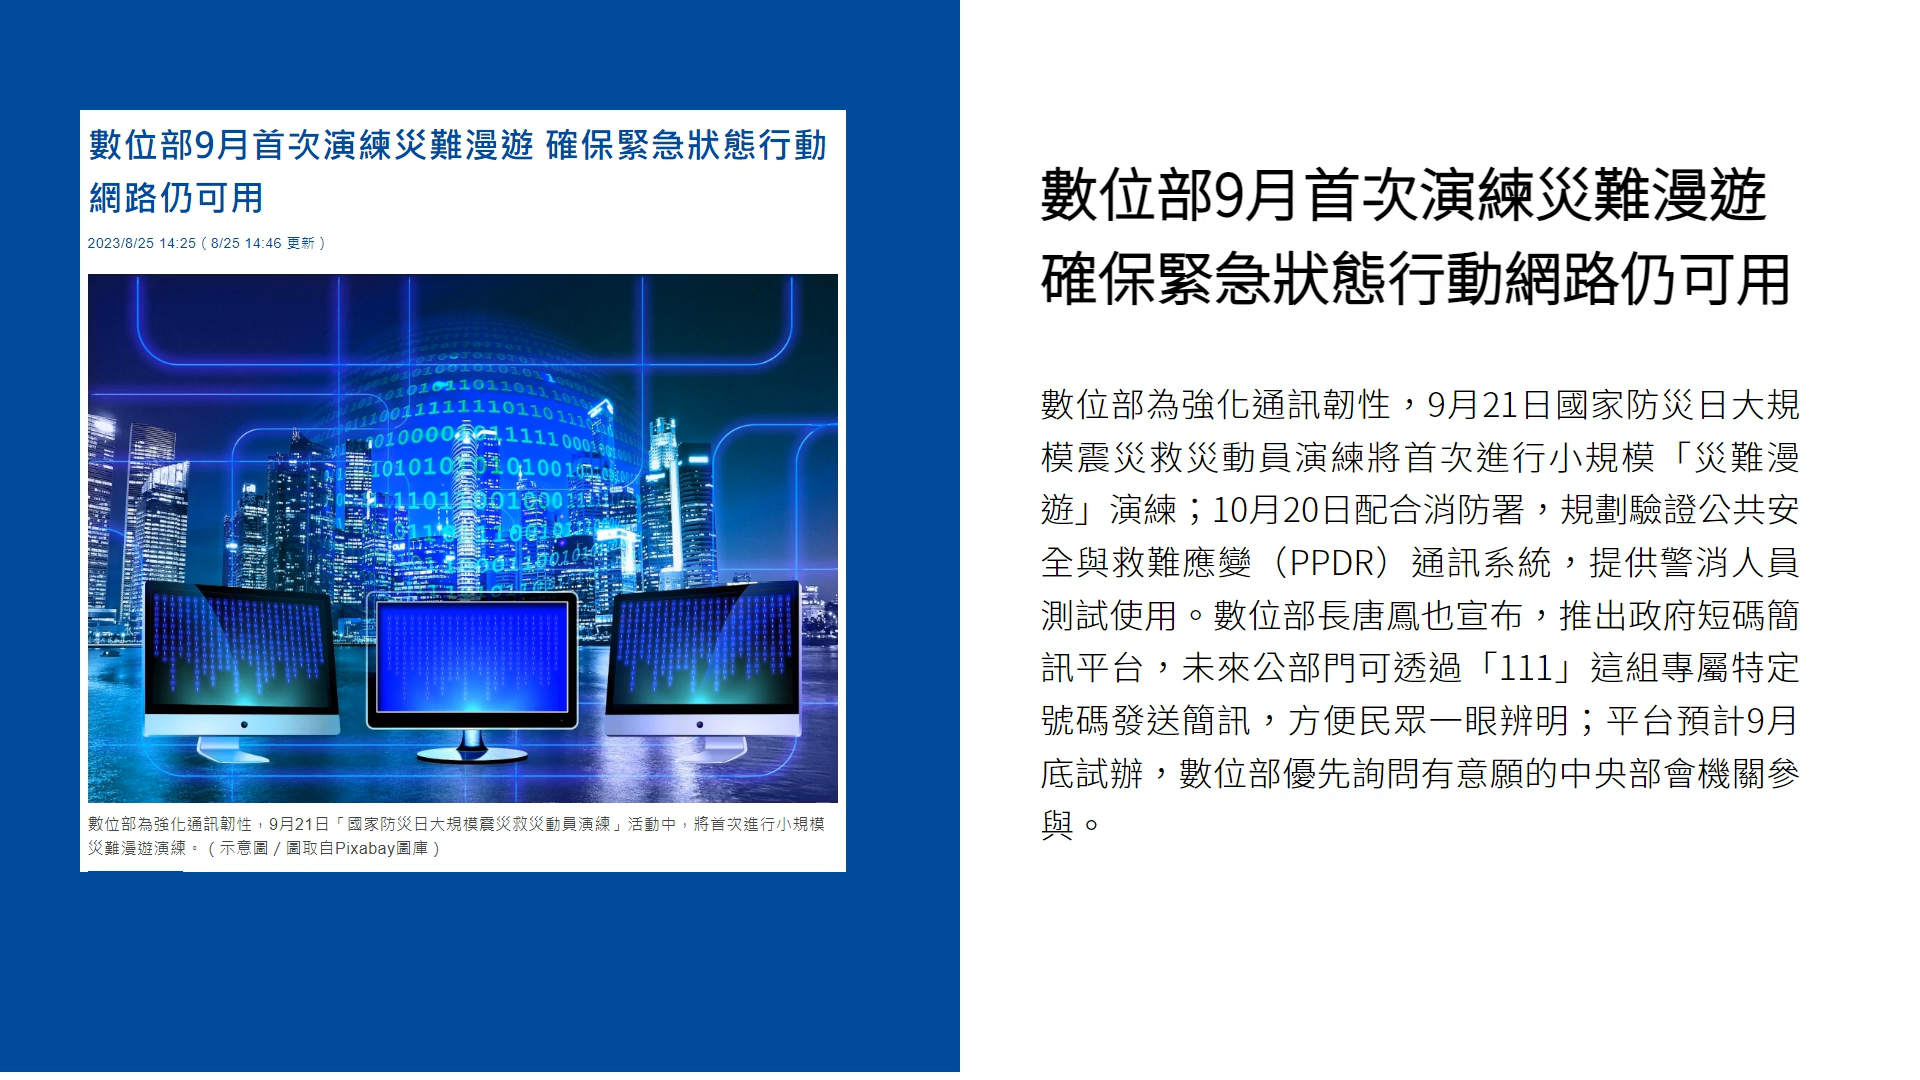 數位部9月首次演練災難漫遊 確保緊急狀態行動
網路仍可用
2023/8/25 14:25（8/25 14:46 更新）
數位部為強化通訊韌性，9月21日「國家防災日大規模震災救災動員演練」活動中，將首次進行小規模
災難漫遊演練。（示意圖／圖取自Pixabay圖庫）
數位部9月首次演練災難漫遊
確保緊急狀態行動網路仍可用
數位部為強化通訊韌性，9月21日國家防災日大規
模震災救災動員演練將首次進行小規模「災難漫
遊」演練；10月20日配合消防署，規劃驗證公共安
全與救難應變（PPDR）通訊系統，提供警消人員
測試使用。數位部長唐鳳也宣布，推出政府短碼簡
訊平台，未來公部門可透過「111」這組專屬特定
號碼發送簡訊，方便民眾一眼辨明；平台預計9月
底試辦，數位部優先詢問有意願的中央部會機關參
與。